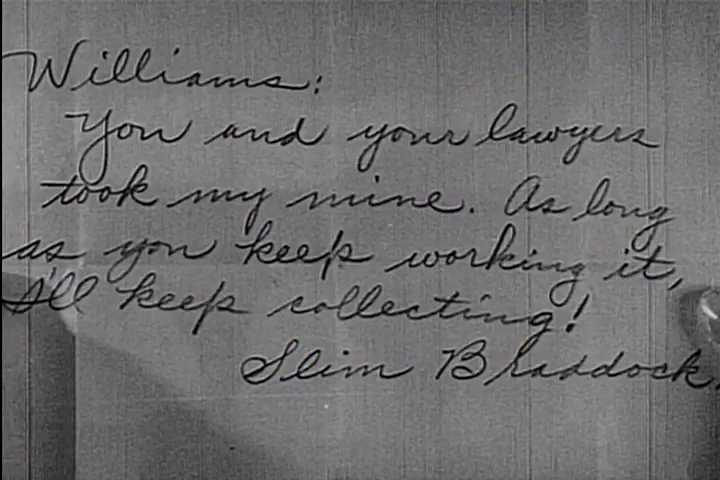 Williams:
You and your lawyers
took my mine. As long
as you keep working it,
I'll keep collecting!
Slim Braddock.